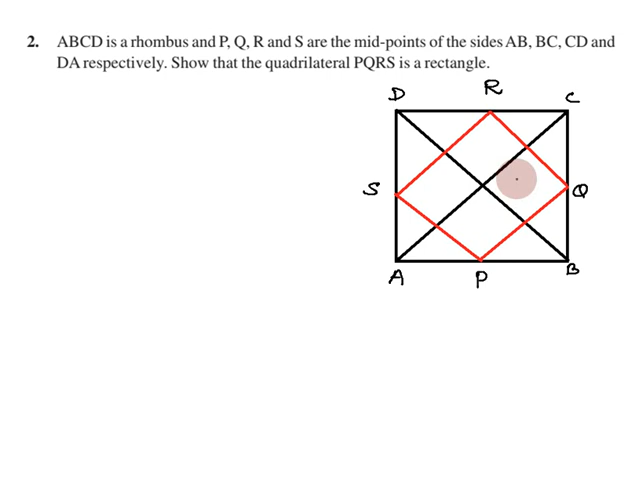 2. ABCD is a rhombus and P, Q, R and S are the mid-points of the sides AB, BC, CD and
DA respectively. Show that the quadrilateral PQRS is a rectangle.
D R C
S Q
A P B